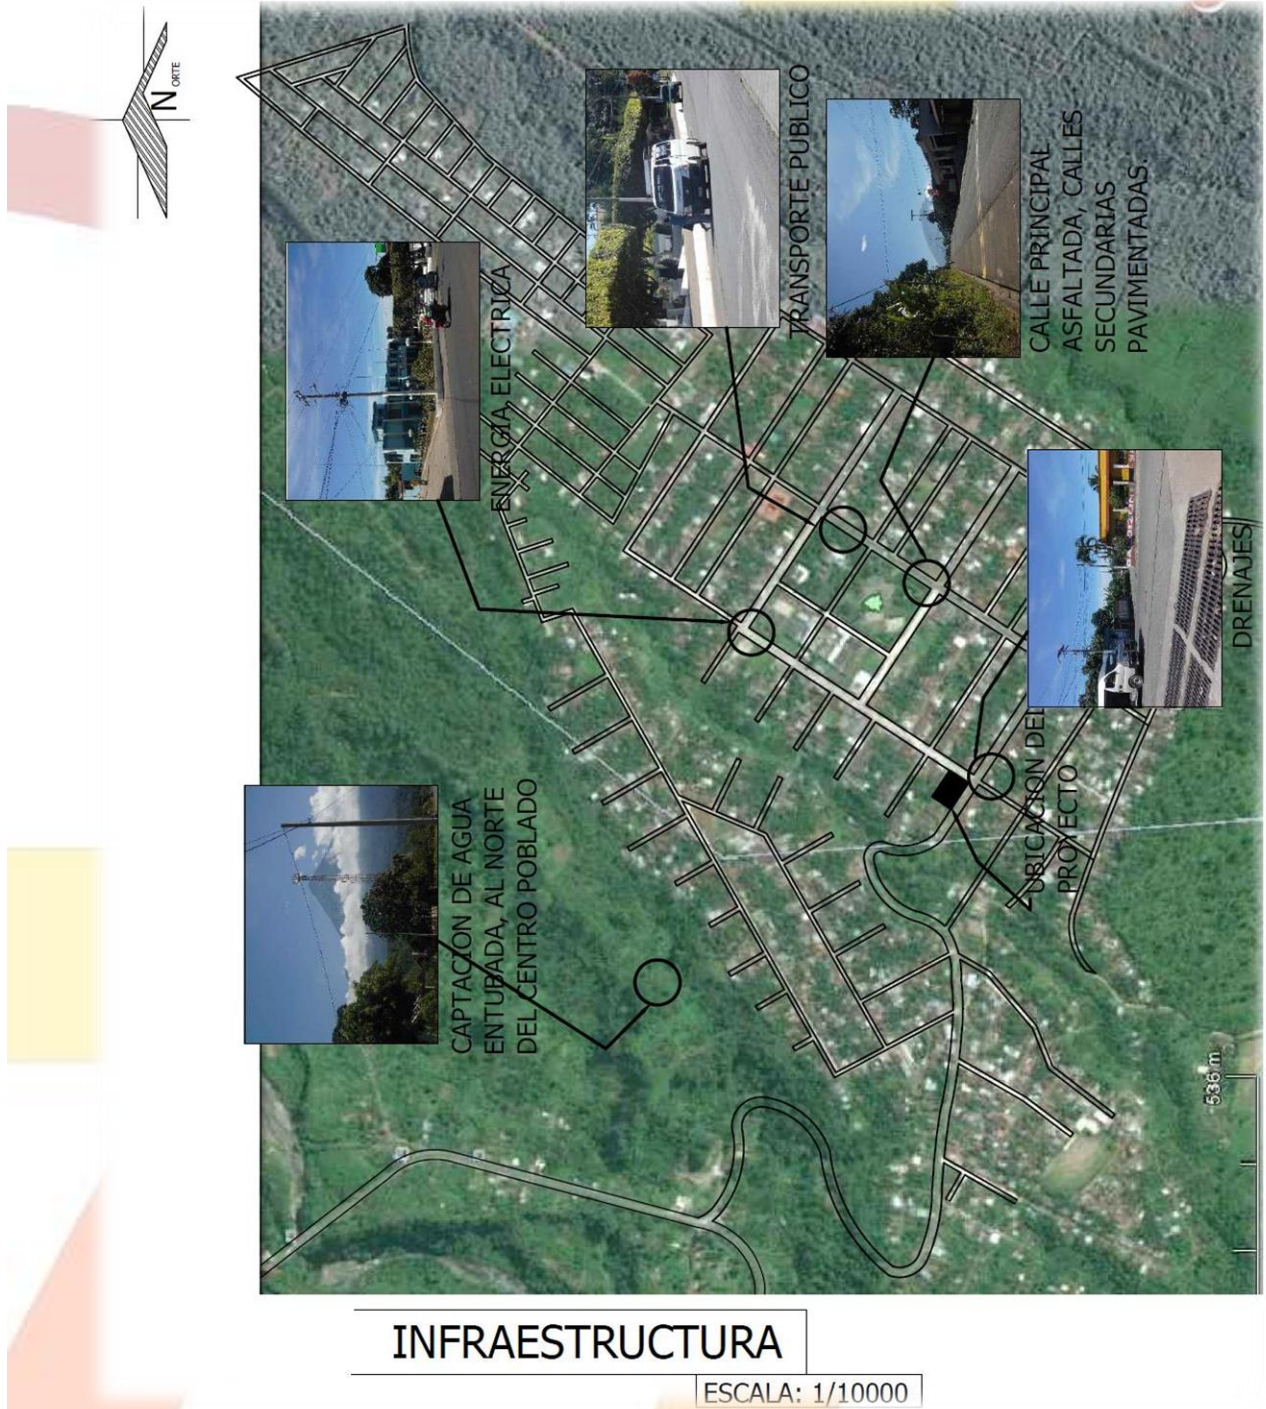 NORTE
ENERGIA ELECTRICA
TRANSPORTE PUBLICO
CALLE PRINCIPAL
ASFALTADA, CALLES
SECUNDARIAS
PAVIMENTADAS.
DRENAJES
CAPTACION DE AGUA
ENTUBADA, AL NORTE
DEL CENTRO POBLADO
UBICACION DEL
PROYECTO
536 m
INFRAESTRUCTURA
ESCALA: 1/10000